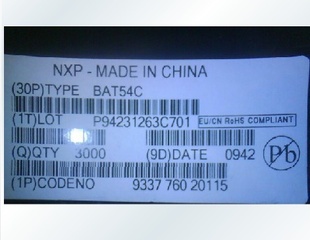 NXP - MADE IN CHINA
(30P)TYPE BAT54C
(1T)LOT P94231263C701 EU/CN RoHS COMPLIANT
(Q)QTY 3000 (9D)DATE 0942 Pb
(1P)CODENO 9337 760 20115